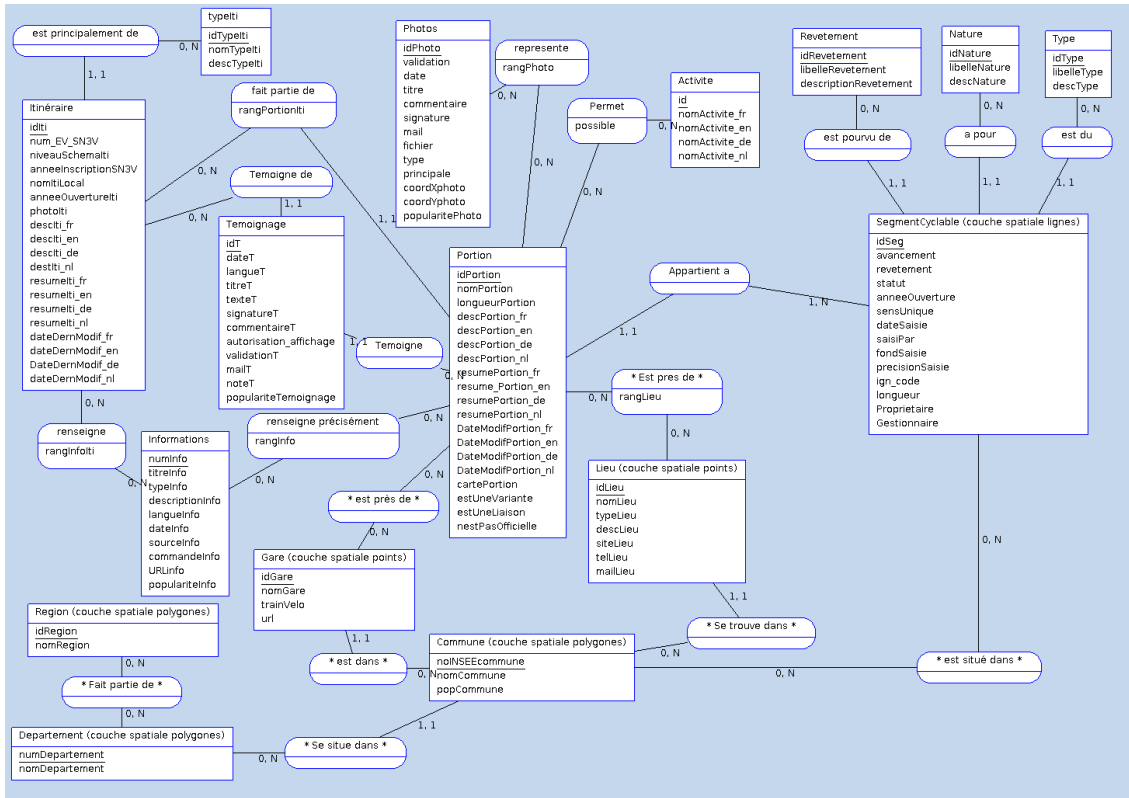 est principalement de
0, N
1, 1
typeIti
idTypeIti
nomTypeIti
descTypeIti
Itinéraire
idIti
num_EV_SN3V
niveauSchemaIti
anneeInscriptionSN3V
nomItiLocal
anneeOuvertureIti
photoIti
descIti_fr
descIti_en
descIti_de
destIti_nl
resumeIti_fr
resumeIti_en
resumeIti_de
resumeIti_nl
dateDernModif_fr
dateDernModif_en
DateDernModif_de
dateDernModif_nl
fait partie de
rangPortionIti
0, N
1, 1
Temoigne de
0, N
1, 1
Temoignage
idT
dateT
langueT
titreT
texteT
signatureT
commentaireT
autorisation_affichage
validationT
mailT
noteT
populariteTemoignage
1, 1
Temoigne
0, N
Photos
idPhoto
validation
date
titre
commentaire
signature
mail
fichier
type
principale
coordXphoto
coordYphoto
popularitePhoto
represente
rangPhoto
0, N
0, N
Permet
possible
0, N
0, N
Activite
id
nomActivite_fr
nomActivite_en
nomActivite_de
nomActivite_nl
Revetement
idRevetement
libelleRevetement
descriptionRevetement
0, N
est pourvu de
1, 1
Nature
idNature
libelleNature
descNature
0, N
a pour
1, 1
Type
idType
libelleType
descType
0, N
est du
1, 1
SegmentCyclable (couche spatiale lignes)
idSeg
avancement
revetement
statut
anneeOuverture
sensUnique
dateSaisie
saisiPar
fondSaisie
precisionSaisie
ign_code
longueur
Proprietaire
Gestionnaire
Appartient a
1, 1
1, N
Portion
idPortion
nomPortion
longueurPortion
descPortion_fr
descPortion_en
descPortion_de
descPortion_nl
resumePortion_fr
resume_Portion_en
resumePortion_de
resumePortion_nl
DateModifPortion_fr
DateModifPortion_en
DateModifPortion_de
DateModifPortion_nl
cartePortion
estUneVariante
estUneLiaison
nestPasOfficielle
* Est pres de *
rangLieu
0, N
0, N
Lieu (couche spatiale points)
idLieu
nomLieu
typeLieu
descLieu
siteLieu
telLieu
mailLieu
1, 1
* Se trouve dans *
0, N
0, N
renseigne
rangInfoIti
0, N
renseigne précisément
rangInfo
0, N
0, N
Informations
numInfo
titreInfo
typeInfo
descriptionInfo
langueInfo
dateInfo
sourceInfo
commandeInfo
URLinfo
populariteInfo
* est près de *
0, N
0, N
Gare (couche spatiale points)
idGare
nomGare
trainVelo
url
1, 1
* est dans *
0, N
Commune (couche spatiale polygones)
noINSEEcommune
nomCommune
popCommune
0, N
* est situé dans *
0, N
Region (couche spatiale polygones)
idRegion
nomRegion
0, N
* Fait partie de *
0, N
Departement (couche spatiale polygones)
numDepartement
nomDepartement
0, N
* Se situe dans *
1, 1